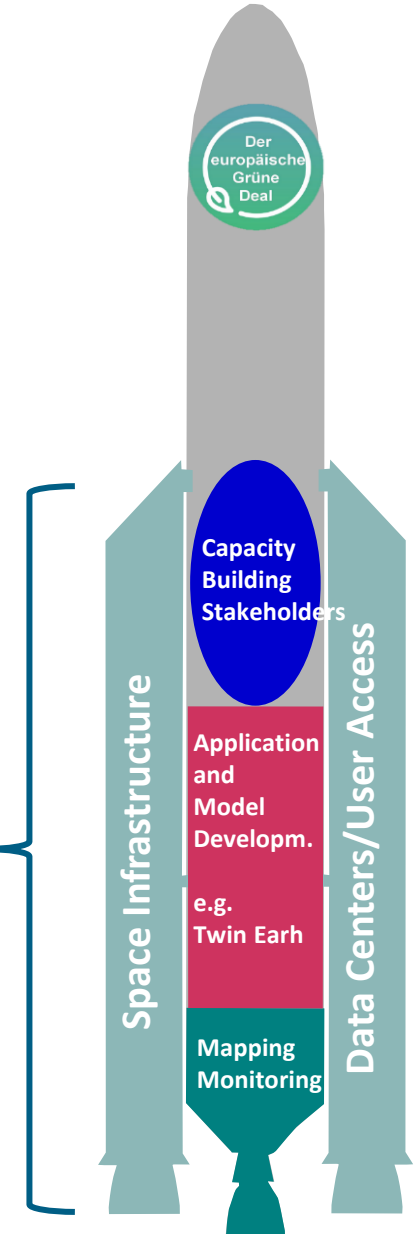 Der
europäische
Grüne
Deal
Capacity
Building
Stakeholders
Space Infrastructure
Data Centers/User Access
Application
and
Model
Developm.
e.g.
Twin Earh
Mapping
Monitoring